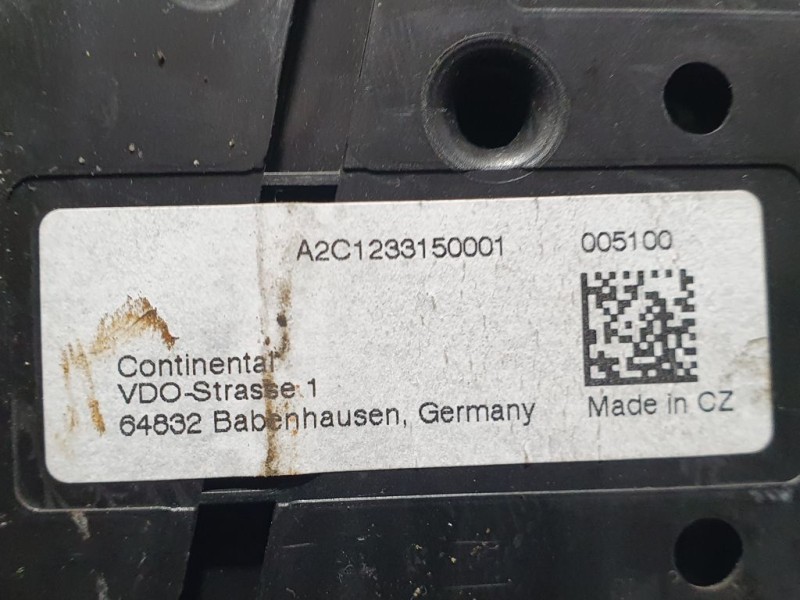 A2C1233150001 005100
Continental
VDO-Strasse 1
64832 Babenhausen, Germany
Made in CZ